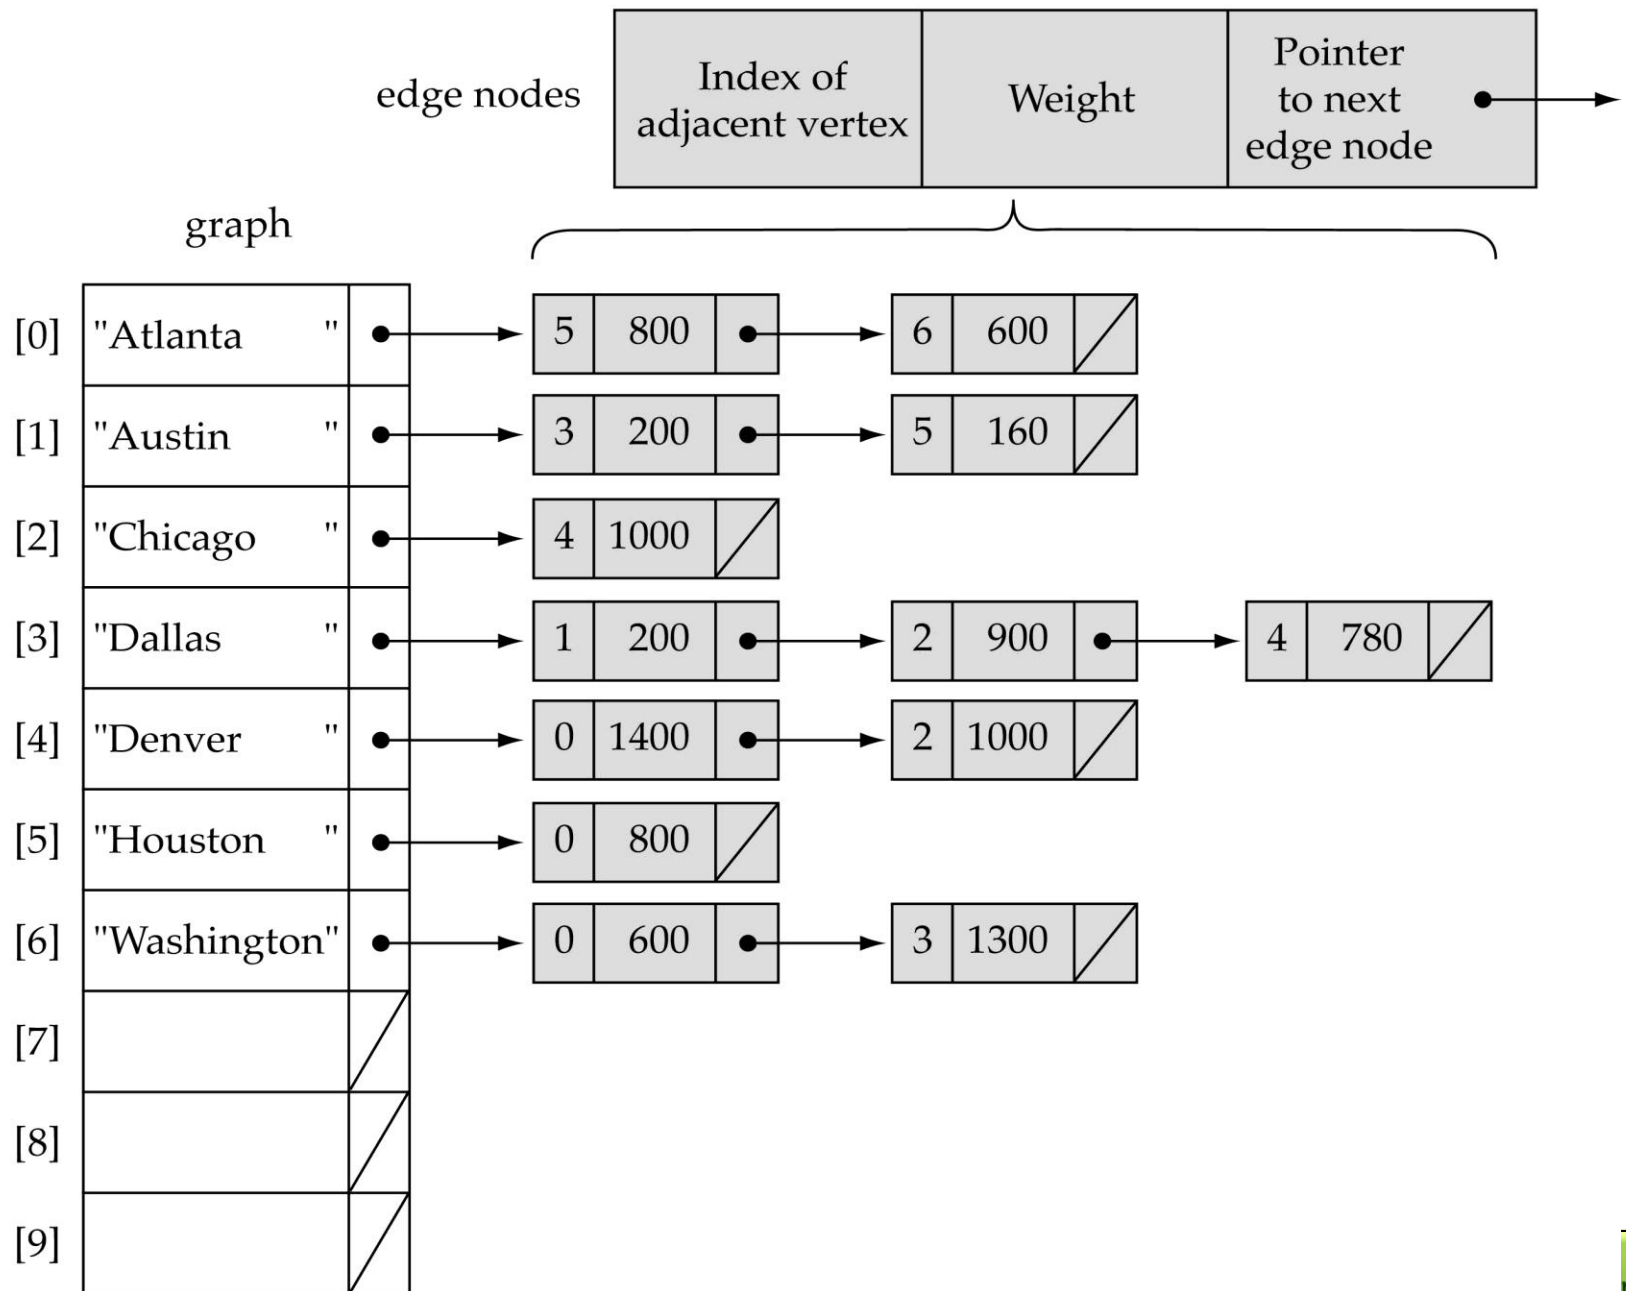 edge nodes
Index of
adjacent vertex
Weight
Pointer
to next
edge node
graph
[0] "Atlanta " 5 800 6 600
[1] "Austin " 3 200 5 160
[2] "Chicago " 4 1000
[3] "Dallas " 1 200 2 900 4 780
[4] "Denver " 0 1400 2 1000
[5] "Houston " 0 800
[6] "Washington" 0 600 3 1300
[7]
[8]
[9]